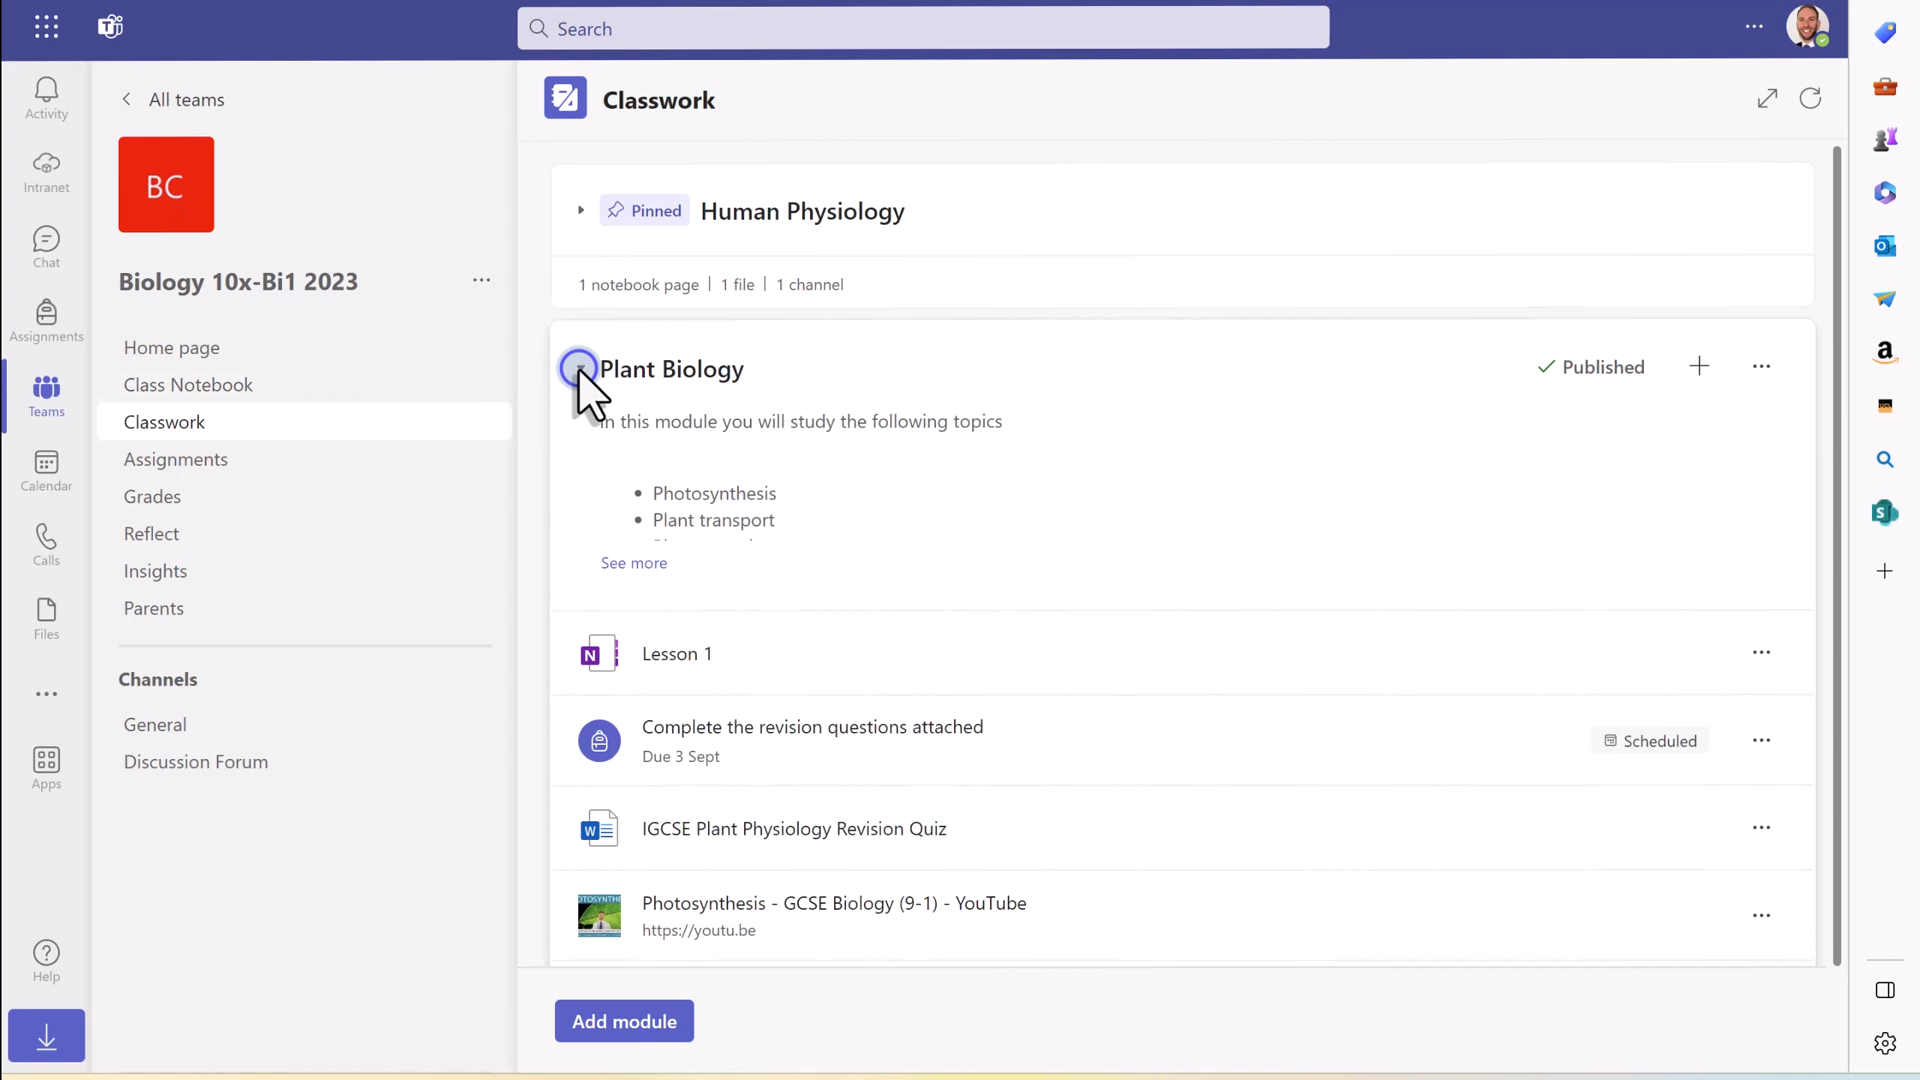 Search
Activity
Intranet
Chat
Assignments
Teams
Calendar
Calls
Files
Apps
Help
All teams
BC
Biology 10x-Bi1 2023
Home page
Class Notebook
Classwork
Assignments
Grades
Reflect
Insights
Parents
Channels
General
Discussion Forum
Classwork
Pinned Human Physiology
1 notebook page | 1 file | 1 channel
Plant Biology
Published
In this module you will study the following topics
• Photosynthesis
• Plant transport
See more
N
Lesson 1
Complete the revision questions attached
Due 3 Sept
Scheduled
W
IGCSE Plant Physiology Revision Quiz
Photosynthesis - GCSE Biology (9-1) - YouTube
https://youtu.be
Add module
a
S